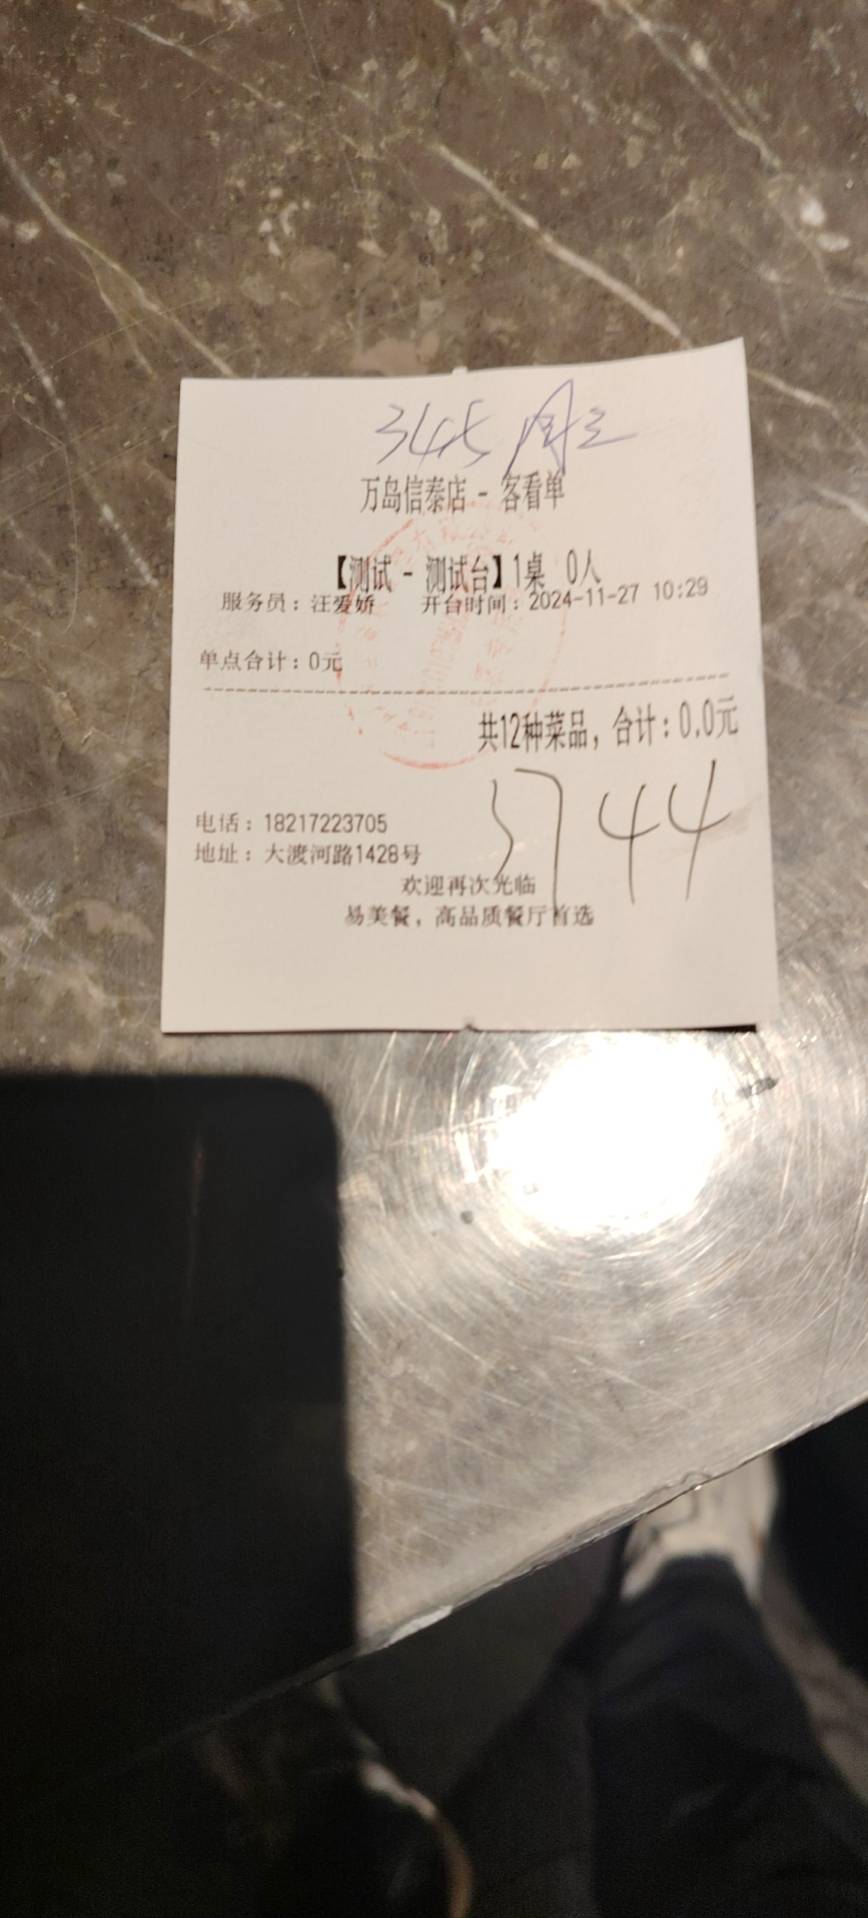 345 周三
万岛信泰店 - 客看单
【测试 - 测试台】1桌 0人
服务员：汪爱娇 开台时间：2024-11-27 10:29
单点合计：0元
共12种菜品，合计：0.0元
3744
电话：18217223705
地址：大渡河路1428号
欢迎再次光临
易美餐，高品质餐厅首选